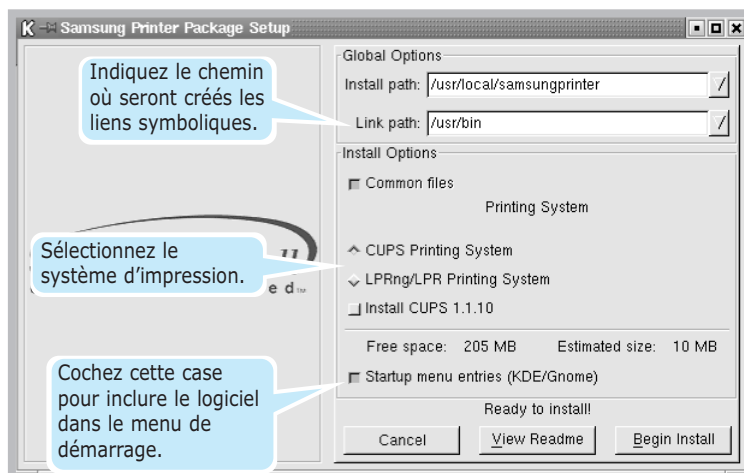 Samsung Printer Package Setup
Indiquez le chemin
où seront créés les
liens symboliques.
Global Options
Install path: /usr/local/samsungprinter
Link path: /usr/bin
Install Options
Common files
Printing System
Sélectionnez le
système d'impression.
CUPS Printing System
LPRng/LPR Printing System
Install CUPS 1.1.10
Free space: 205 MB Estimated size: 10 MB
Cochez cette case
pour inclure le logiciel
dans le menu de
démarrage.
Startup menu entries (KDE/Gnome)
Ready to install!
Cancel View Readme Begin Install